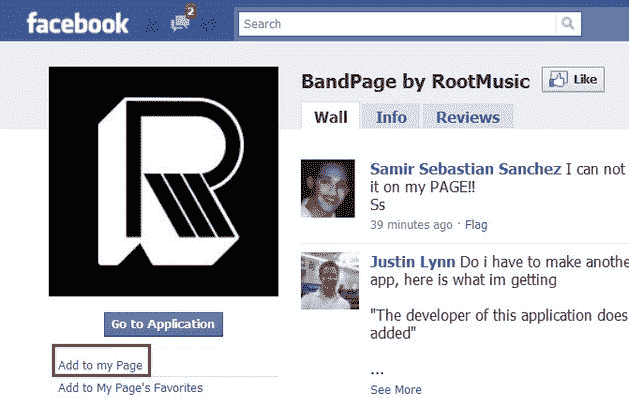 facebook
2
Search
BandPage by RootMusic
Like
Wall
Info
Reviews
Samir Sebastian Sanchez I can not
it on my PAGE!!
Ss
39 minutes ago · Flag
Justin Lynn Do i have to make anothe
app, here is what im getting
"The developer of this application does
added"
...
See More
R
Go to Application
Add to my Page
Add to My Page's Favorites